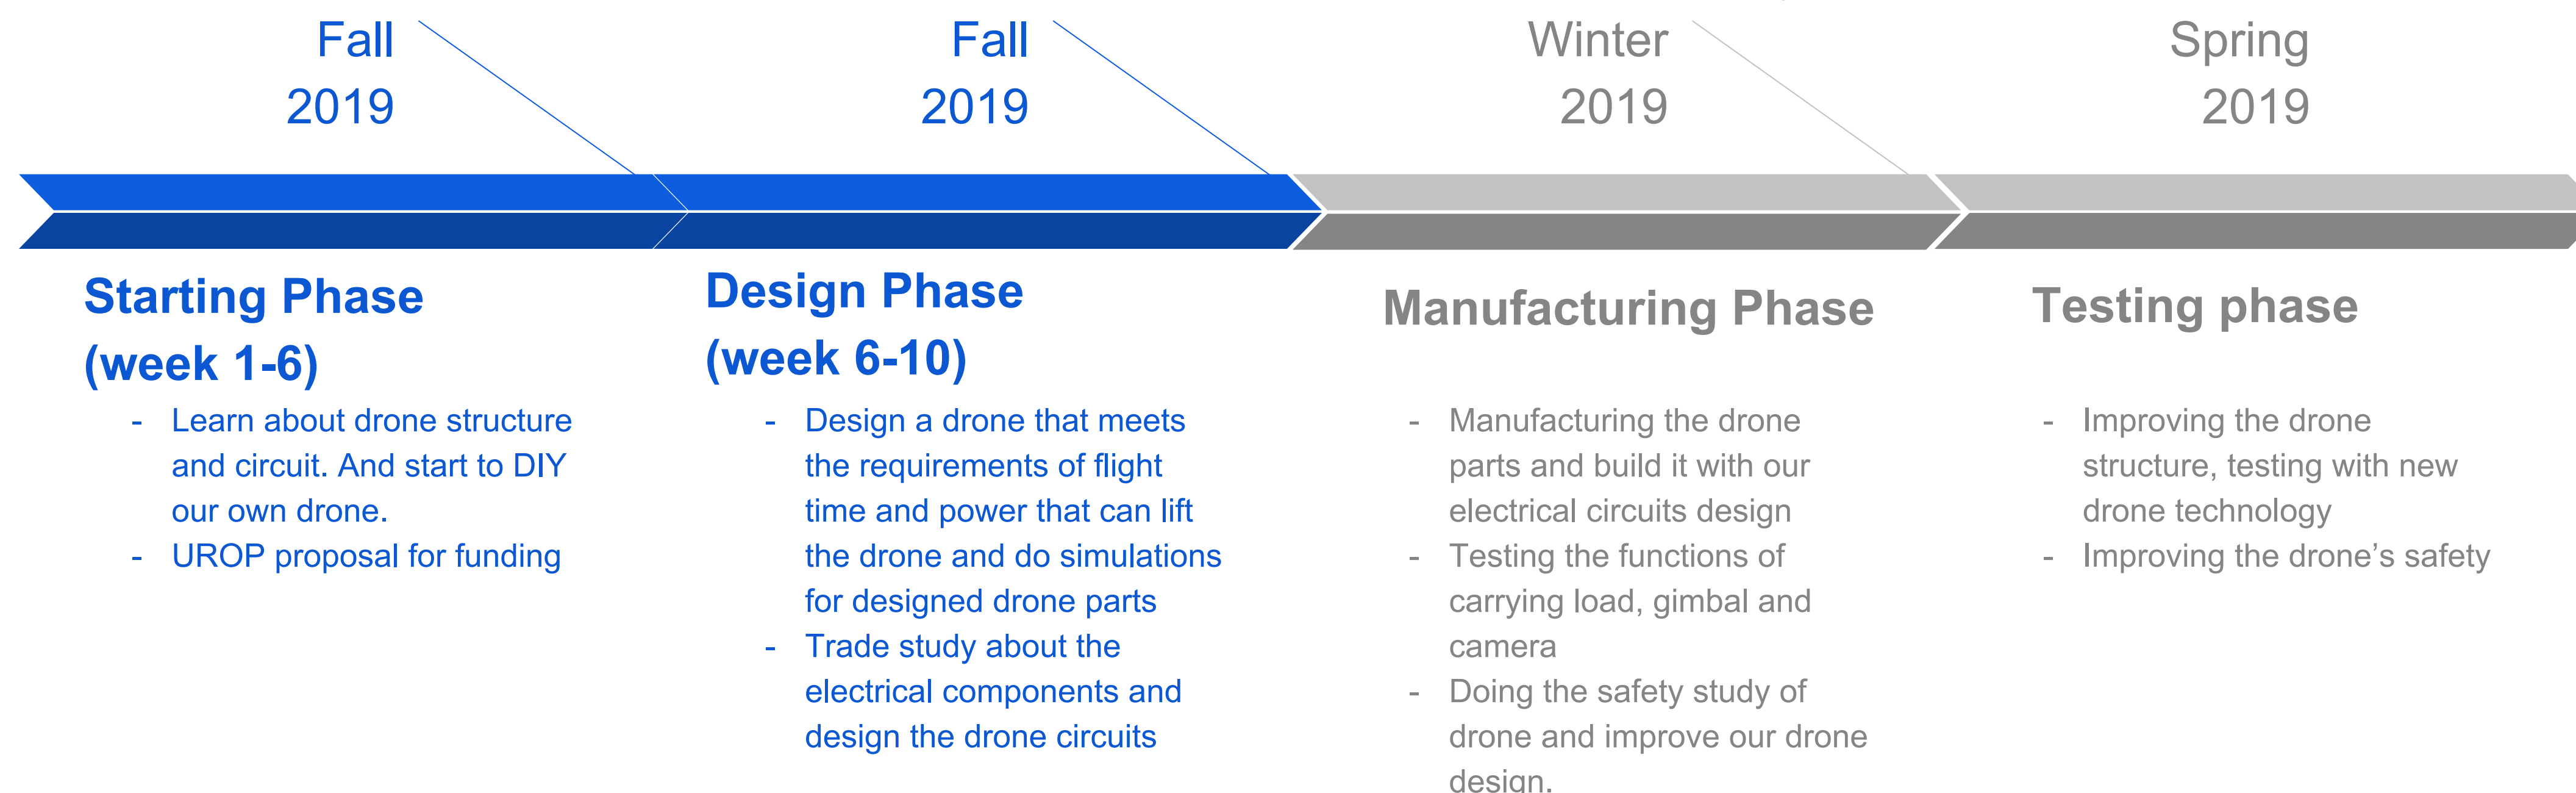 Fall
2019
Fall
2019
Winter
2019
Spring
2019
Starting Phase
(week 1-6)
- Learn about drone structure
and circuit. And start to DIY
our own drone.
- UROP proposal for funding
Design Phase
(week 6-10)
- Design a drone that meets
the requirements of flight
time and power that can lift
the drone and do simulations
for designed drone parts
- Trade study about the
electrical components and
design the drone circuits
Manufacturing Phase
- Manufacturing the drone
parts and build it with our
electrical circuits design
- Testing the functions of
carrying load, gimbal and
camera
- Doing the safety study of
drone and improve our drone
design.
Testing phase
- Improving the drone
structure, testing with new
drone technology
- Improving the drone’s safety